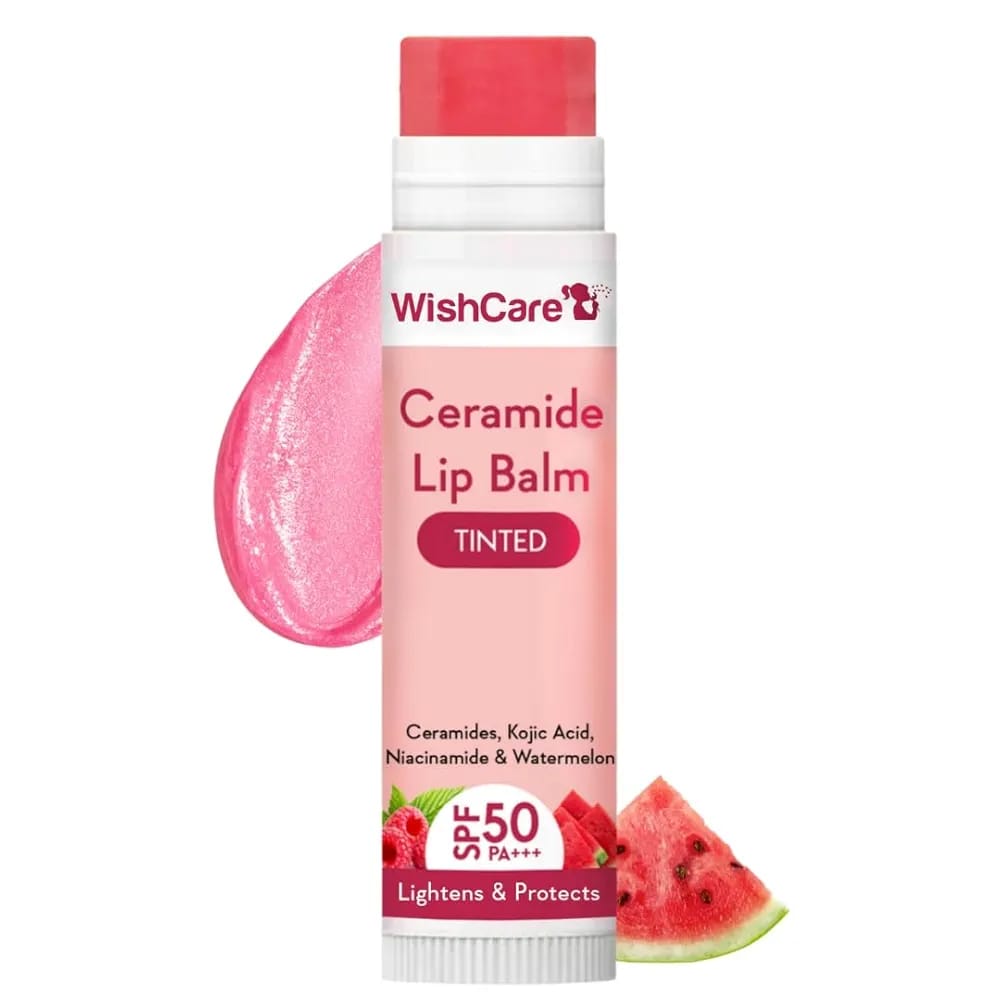 WishCare
Ceramide
Lip Balm
TINTED
Ceramides, Kojic Acid,
Niacinamide & Watermelon
SPF 50
PA+++
Lightens & Protects